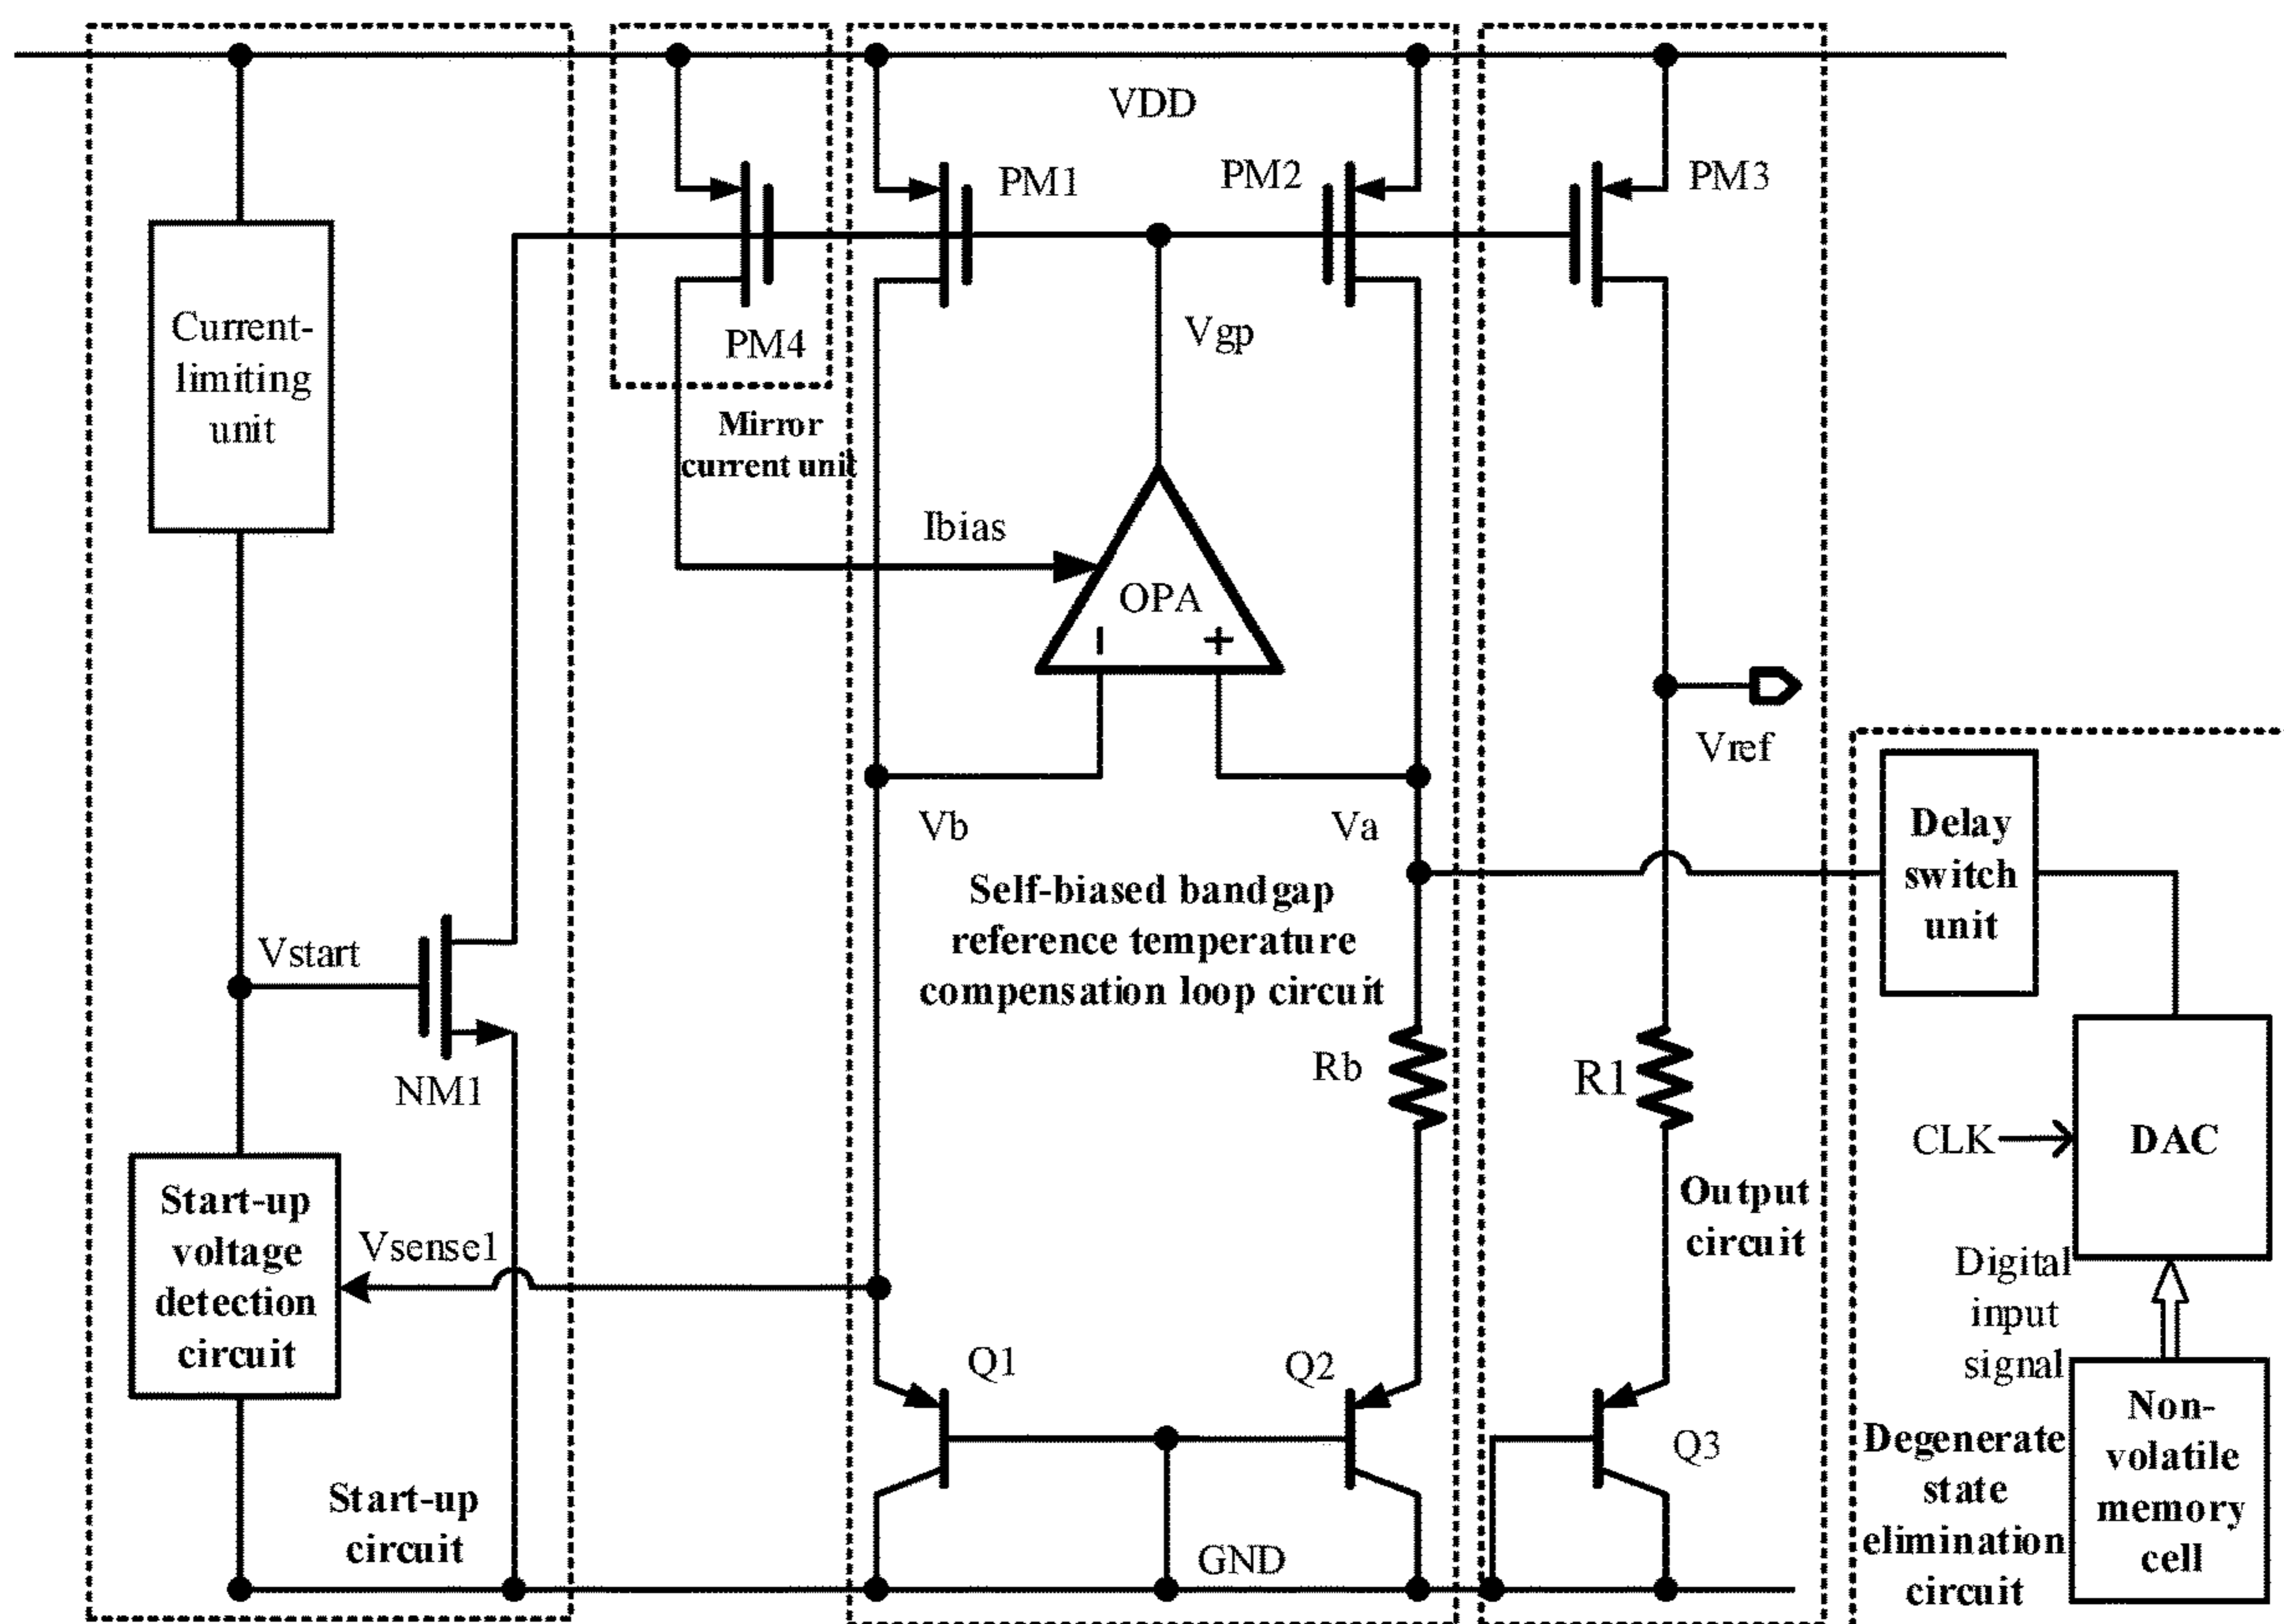 VDD
PM1
PM2
PM3
Current-
limiting
unit
PM4
Vgp
Mirror
current unit
Ibias
OPA
−
+
Vref
Vb
Va
Delay
switch
unit
Self-biased bandgap
reference temperature
compensation loop circuit
Vstart
NM1
Rb
R1
CLK
DAC
Start-up
voltage
detection
circuit
Vsense1
Output
circuit
Digital
input
signal
Q1
Q2
Q3
Non-
volatile
memory
cell
Degenerate
state
elimination
circuit
Start-up
circuit
GND